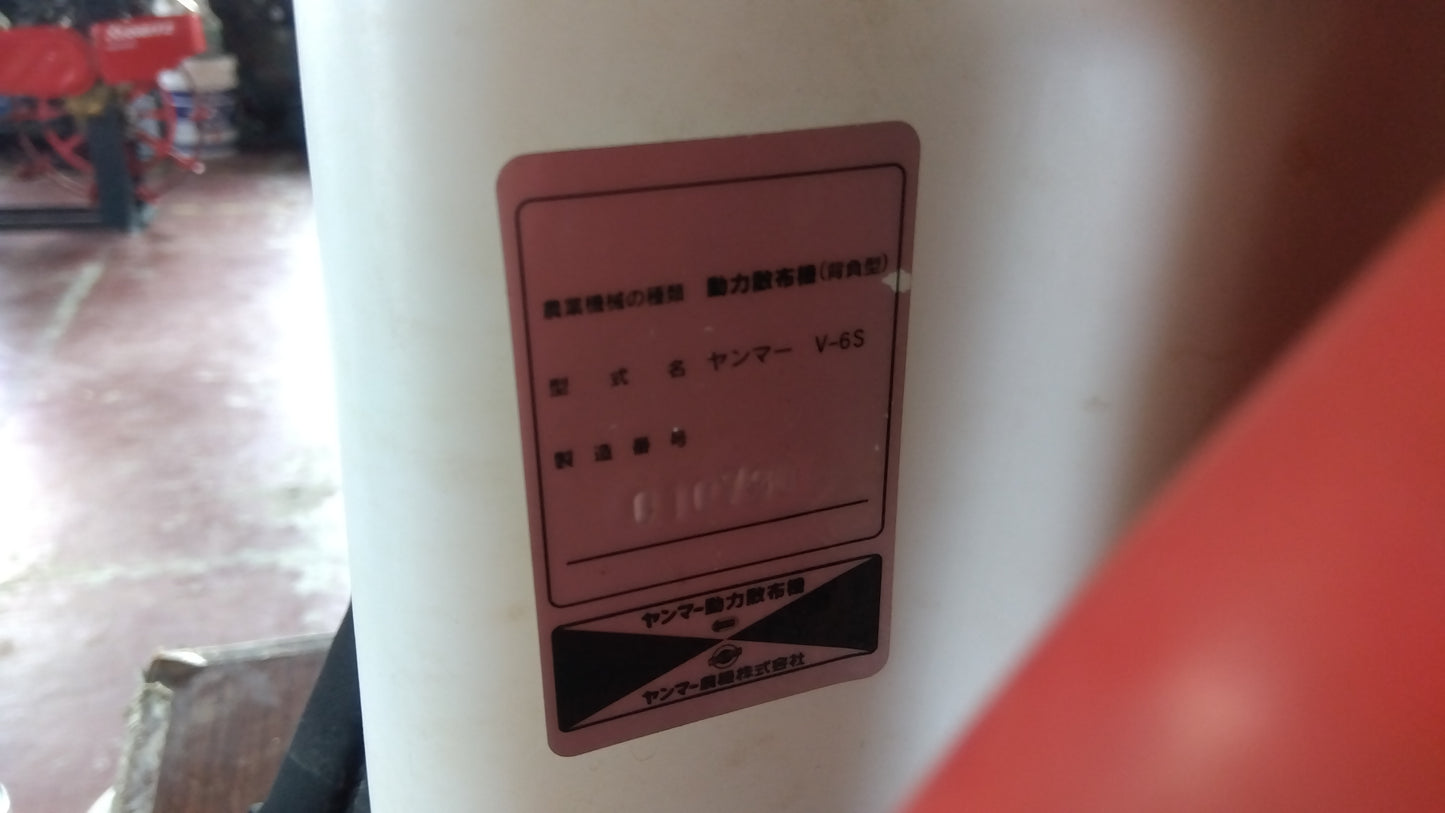 農業機械の種類 動力散布機(背負型)
型式名 ヤンマー V-6S
製造番号
ヤンマー動力散布機
ヤンマー農機株式会社